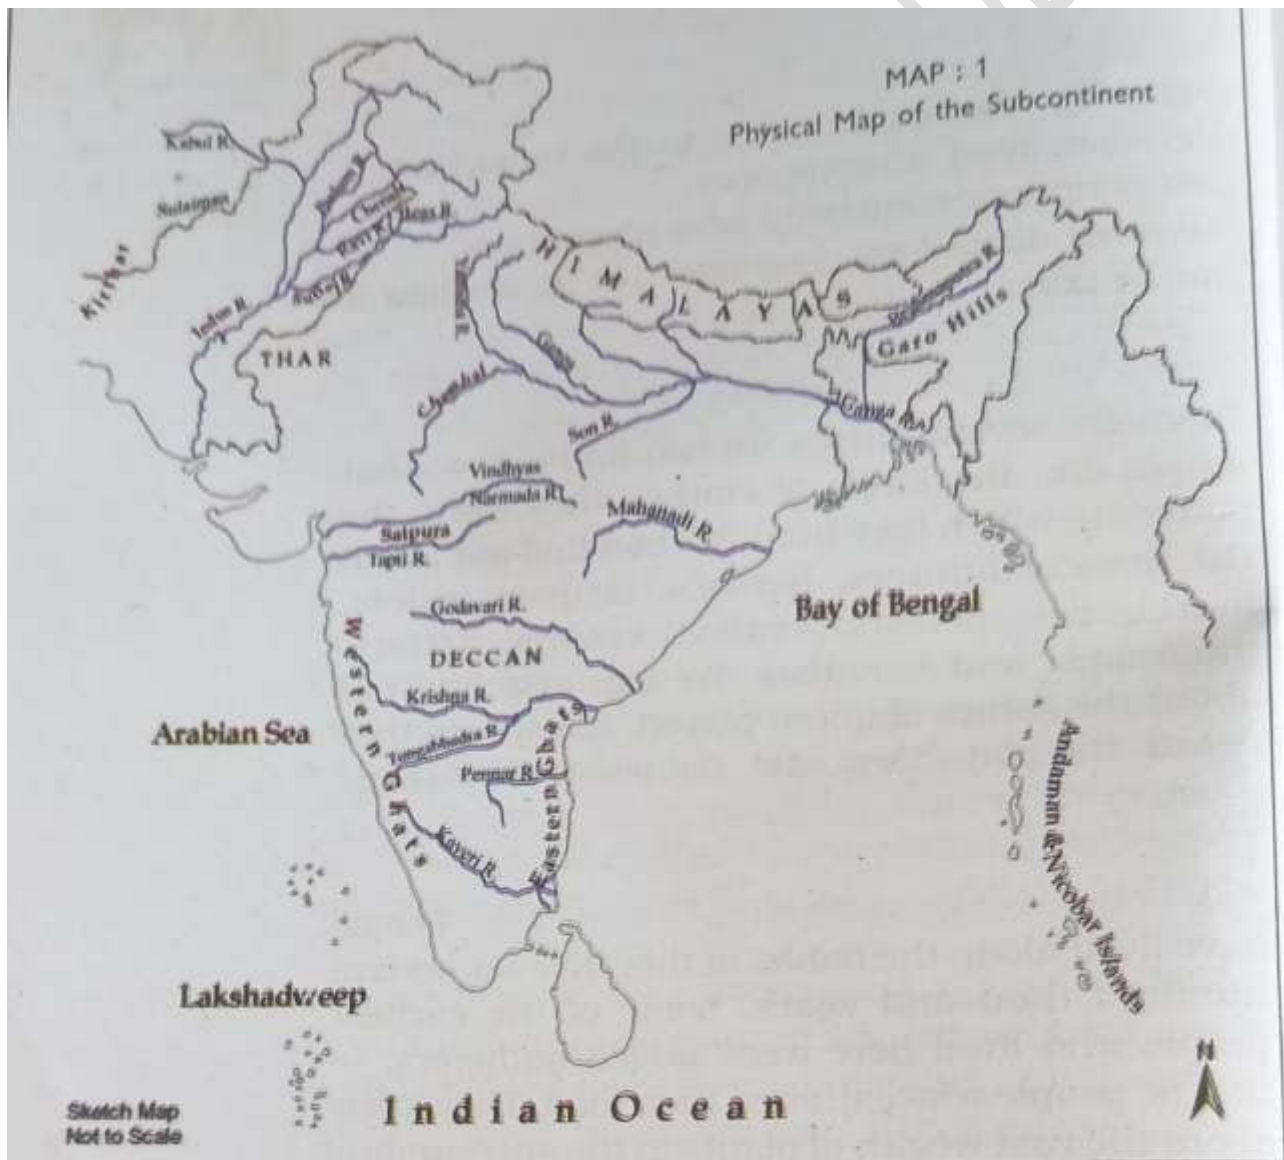 MAP : 1
Physical Map of the Subcontinent
Kabul R.
Sulaiman
Kirthar
Jhelum R.
Chenab
Ravi R.
Beas R.
Sutlej R.
Indus R.
THAR
HIMALAYAS
Yamuna R.
Ganga
Chambal
Son R.
Brahmaputra R.
Garo Hills
Ganga R.
Vindhyas
Narmada R.
Satpura
Tapti R.
Mahanadi R.
Godavari R.
Bay of Bengal
DECCAN
Western Ghats
Krishna R.
Arabian Sea
Tungabhadra R.
Eastern Ghats
Pennar R.
Kaveri R.
Andaman & Nicobar Islands
Lakshadweep
N
Indian Ocean
Sketch Map
Not to Scale